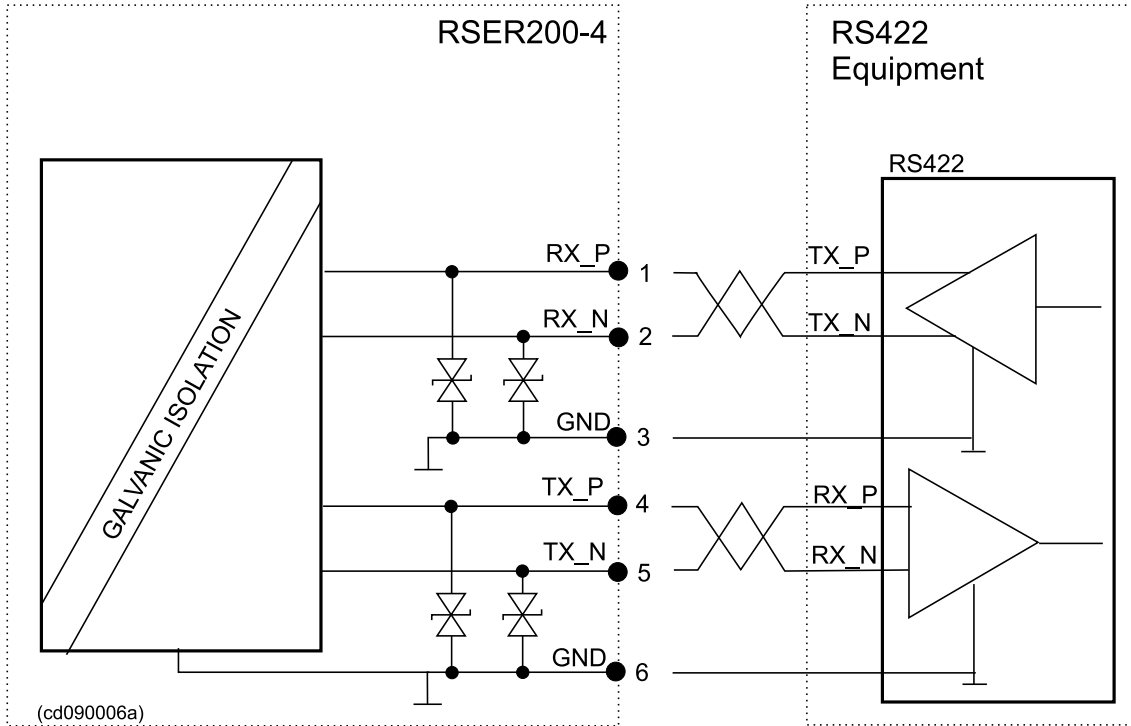 RSER200-4
RS422
Equipment
RS422
GALVANIC ISOLATION
RX_P
1
TX_P
RX_N
2
TX_N
GND
3
TX_P
4
RX_P
TX_N
5
RX_N
GND
6
(cd090006a)